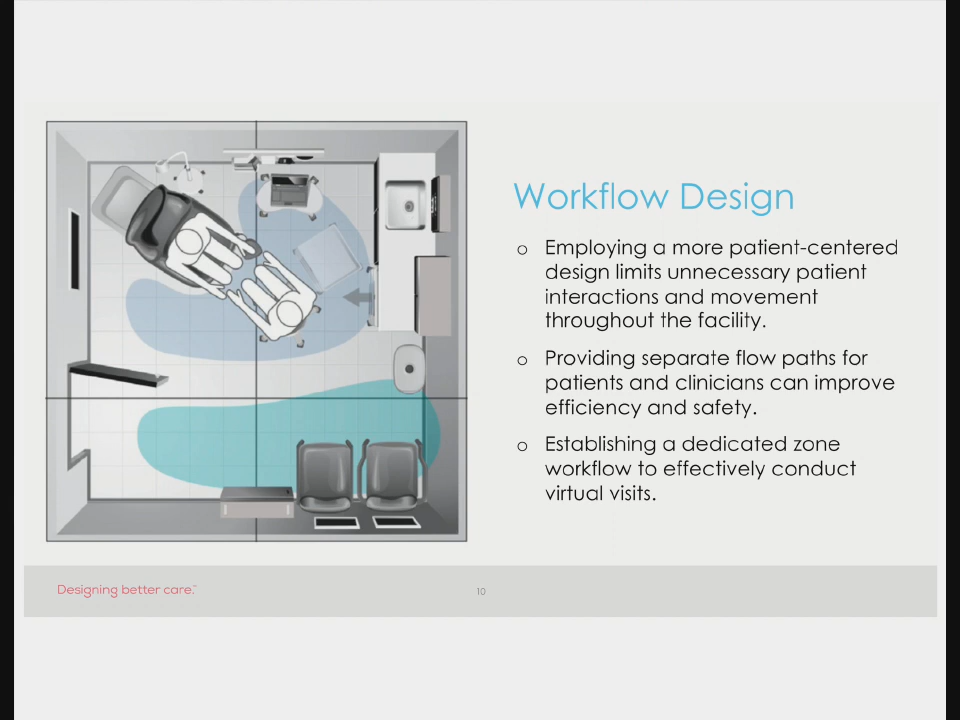 Workflow Design
o Employing a more patient-centered
design limits unnecessary patient
interactions and movement
throughout the facility.
o Providing separate flow paths for
patients and clinicians can improve
efficiency and safety.
o Establishing a dedicated zone
workflow to effectively conduct
virtual visits.
Designing better care.™
10